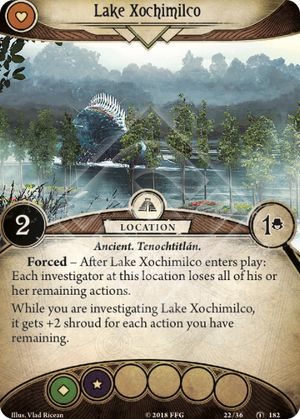 Lake Xochimilco
2
LOCATION
1
Ancient. Tenochtitlán.
Forced – After Lake Xochimilco enters play:
Each investigator at this location loses all of his or
her remaining actions.
While you are investigating Lake Xochimilco,
it gets +2 shroud for each action you have
remaining.
Illus. Vlad Ricean
© 2018 FFG
22/36
182